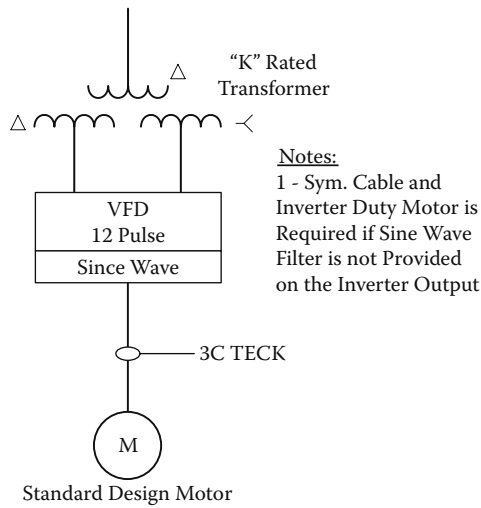 “K” Rated
Transformer
Notes:
1 - Sym. Cable and
Inverter Duty Motor is
Required if Sine Wave
Filter is not Provided
on the Inverter Output
VFD
12 Pulse
Since Wave
3C TECK
M
Standard Design Motor